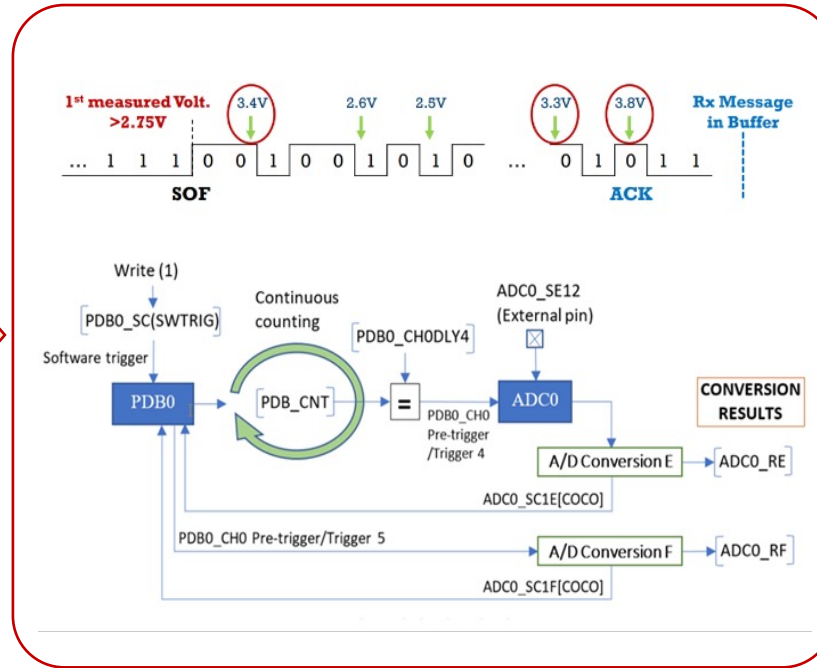 1st measured Volt.
>2.75V
3.4V
2.6V
2.5V
3.3V
3.8V
Rx Message
in Buffer
... 1 1 1 0 0 1 0 0 1 0 1 0 ... 0 1 0 1 1
SOF
ACK
Write (1)
[PDB0_SC(SWTRIG)]
Software trigger
PDB0
Continuous
counting
[PDB_CNT]
[PDB0_CH0DLY4]
=
PDB0_CH0
Pre-trigger
/Trigger 4
ADC0_SE12
(External pin)
ADC0
CONVERSION
RESULTS
A/D Conversion E
[ADC0_RE]
ADC0_SC1E[COCO]
PDB0_CH0 Pre-trigger/Trigger 5
A/D Conversion F
[ADC0_RF]
ADC0_SC1F[COCO]